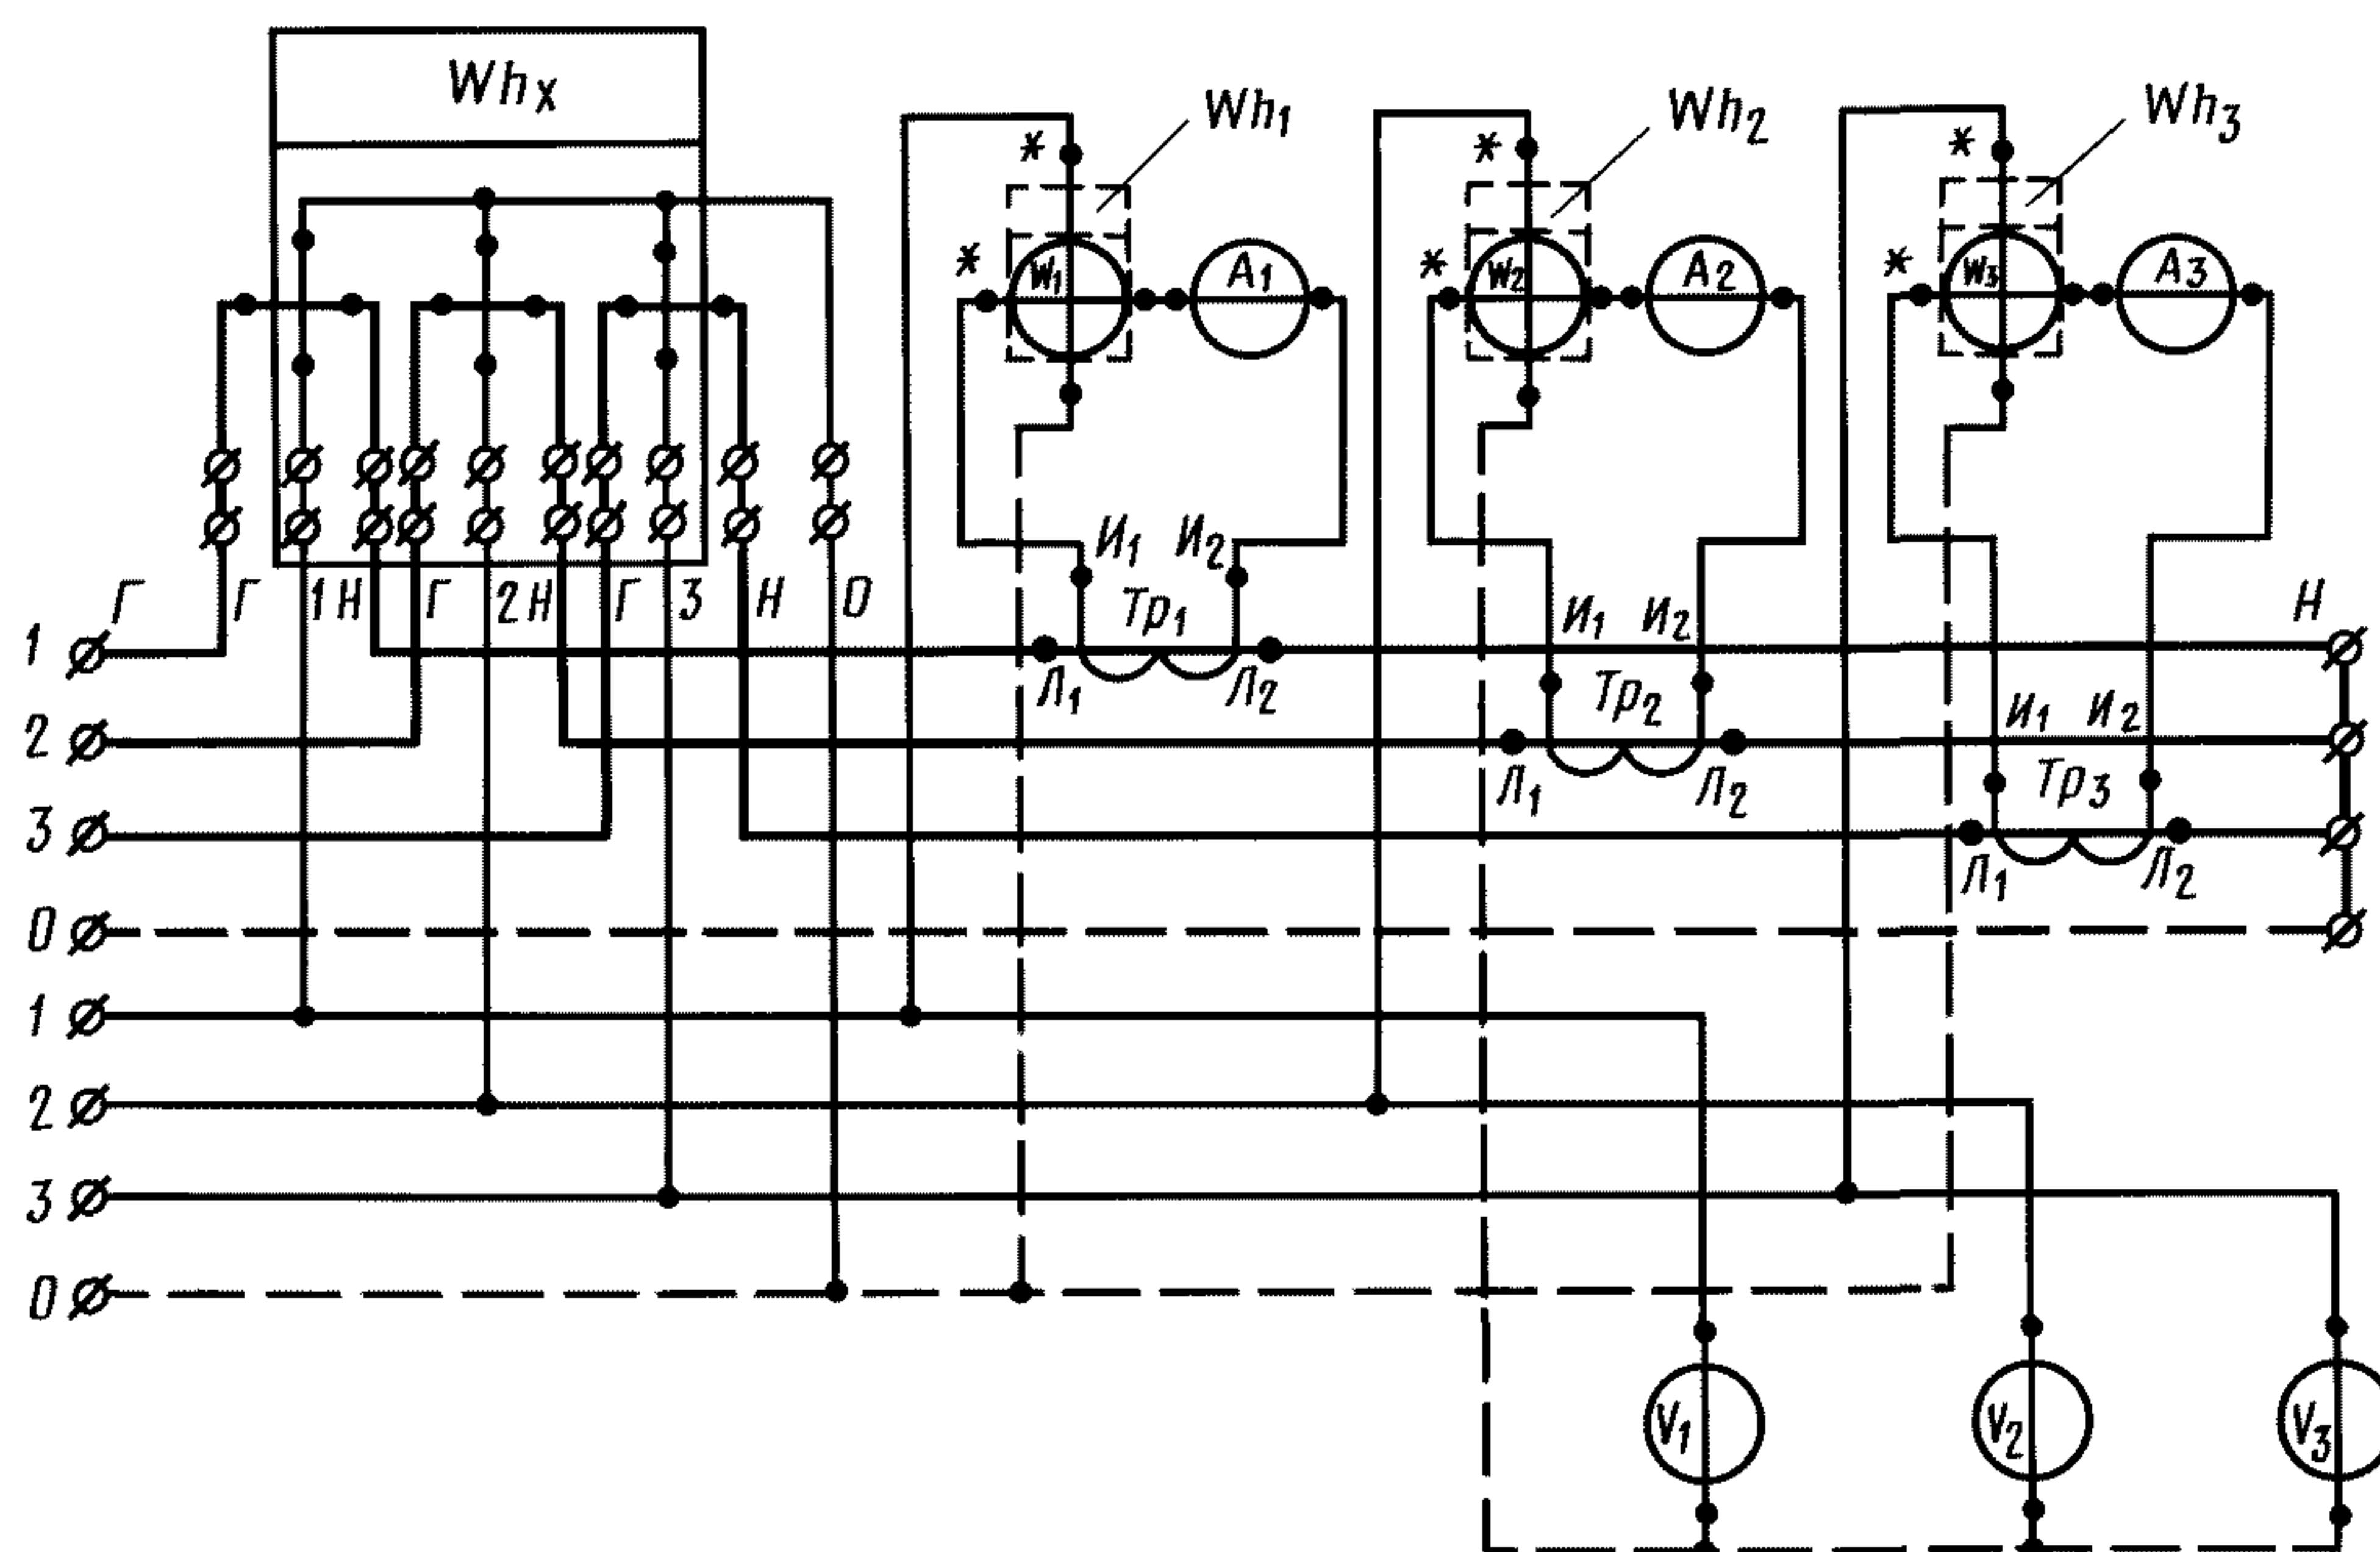 Whₓ
Wh₁
Wh₂
Wh₃
*
*
*
* W₁ A₁
* W₂ A₂
* W₃ A₃
И₁ И₂
Г Г 1 Н Г 2 Н Г 3 Н 0
Тр₁
И₁ И₂
Н
1
Л₁ Л₂
Тр₂
И₁ И₂
2
Л₁ Л₂
Тр₃
3
Л₁ Л₂
0
1
2
3
0
V₁ V₂ V₃